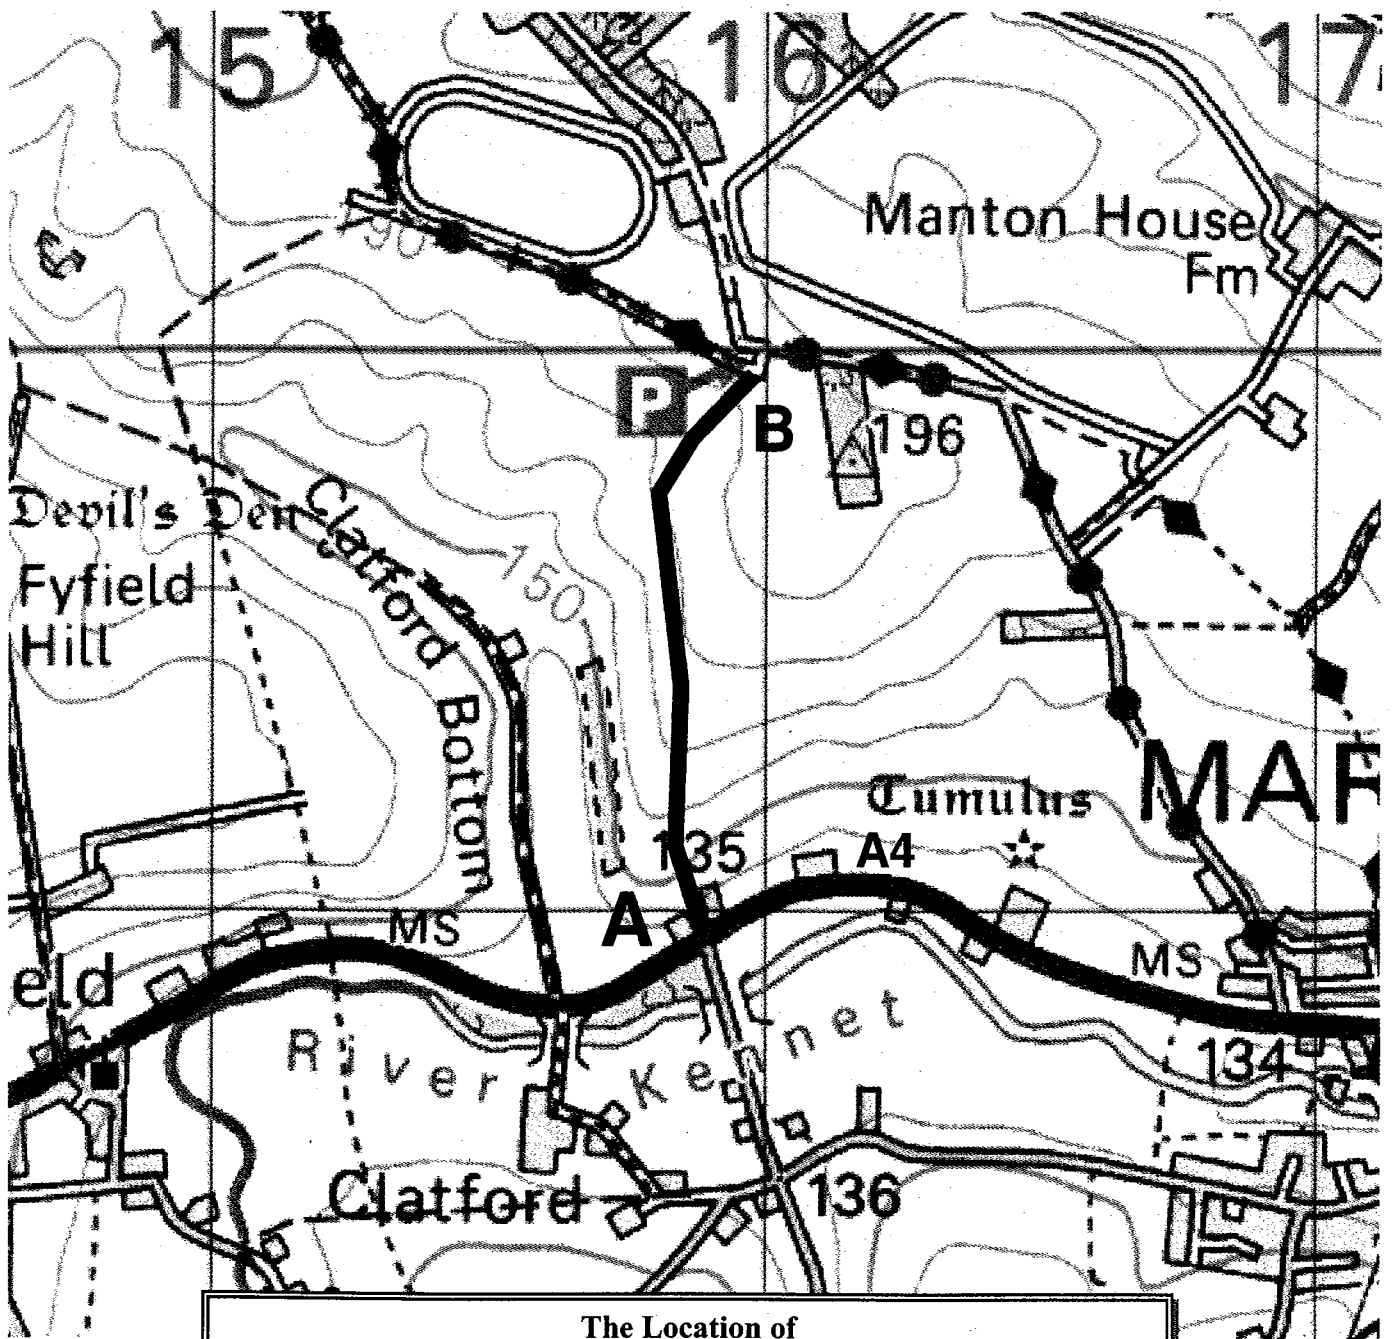 15
16
17
190
Manton House
Fm
P
B
196
Devil's Den
Clatford Bottom
Fyfield
Hill
150
MAR
Tumulus
135
A4
A
MS
MS
eld
River Kennet
134
Clatford
136
The Location of